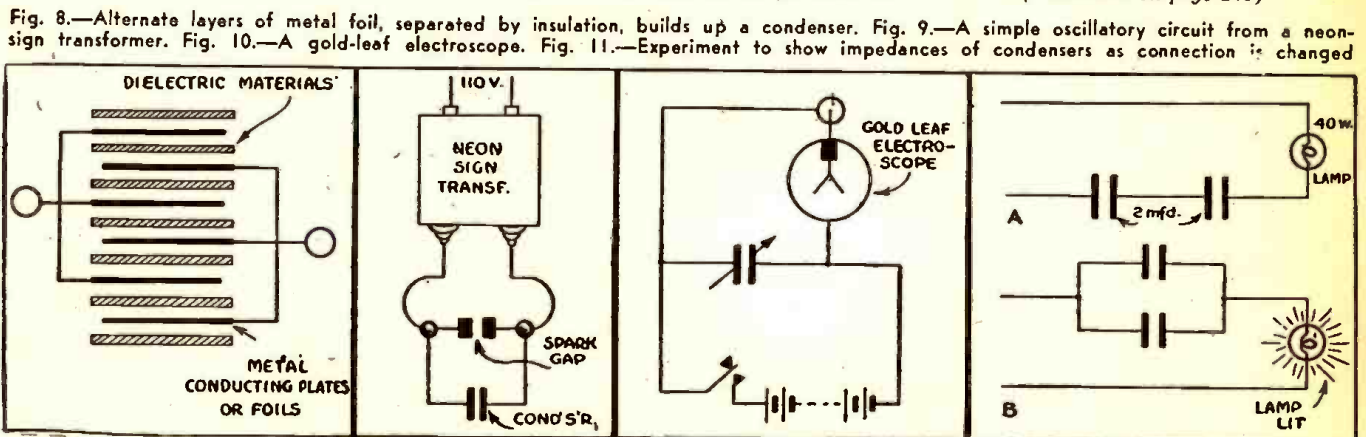 Fig. 8.—Alternate layers of metal foil, separated by insulation, builds up a condenser. Fig. 9.—A simple oscillatory circuit from a neon-
sign transformer. Fig. 10.—A gold-leaf electroscope. Fig. 11.—Experiment to show impedances of condensers as connection is changed
DIELECTRIC MATERIALS
METAL
CONDUCTING PLATES
OR FOILS
110 V.
NEON
SIGN
TRANSF.
SPARK
GAP
COND'S'R.
GOLD LEAF
ELECTRO-
SCOPE
40 W.
LAMP
A
2 mfd.
B
LAMP
LIT